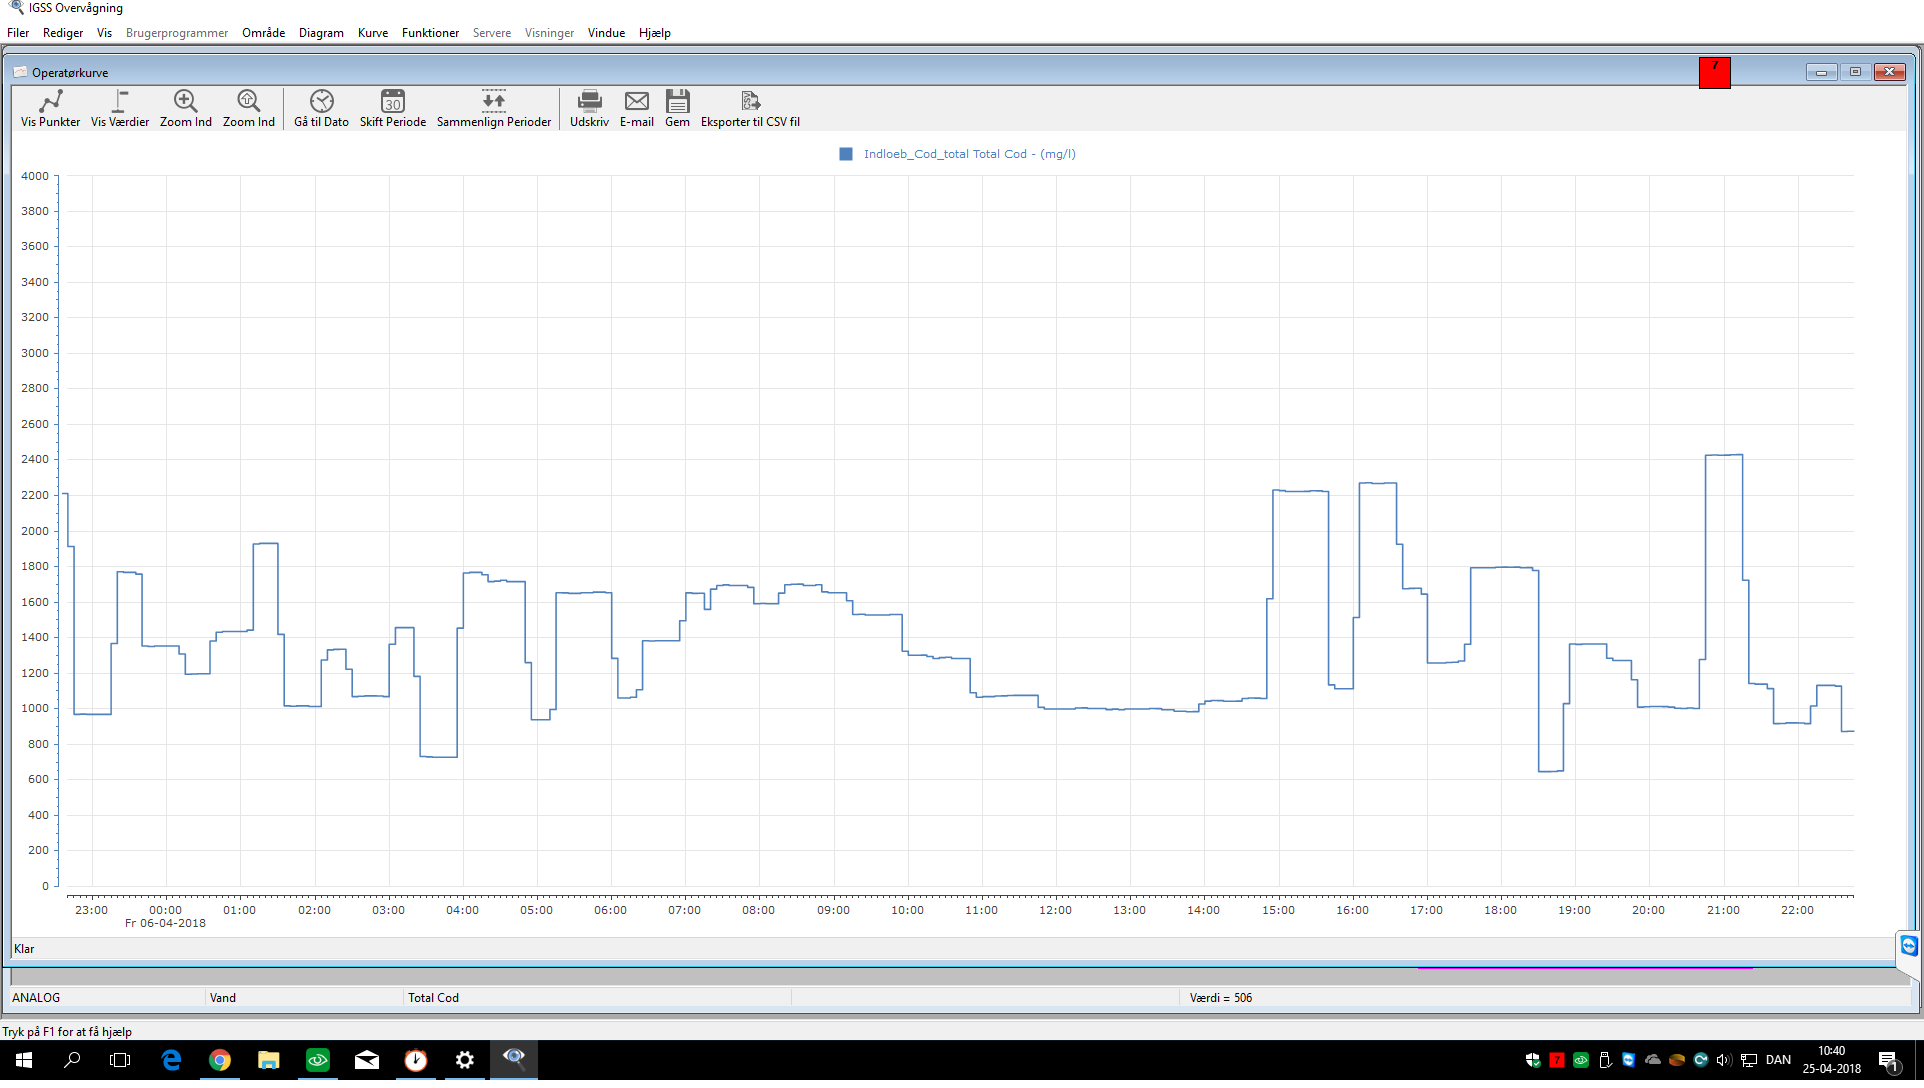 IGSS Overvågning
Filer Rediger Vis Brugerprogrammer Område Diagram Kurve Funktioner Servere Visninger Vindue Hjælp
Operatørkurve
7
30
CSV
Vis Punkter Vis Værdier Zoom Ind Zoom Ind Gå til Dato Skift Periode Sammenlign Perioder Udskriv E-mail Gem Eksporter til CSV fil
Indloeb_Cod_total Total Cod - (mg/l)
4000
3800
3600
3400
3200
3000
2800
2600
2400
2200
2000
1800
1600
1400
1200
1000
800
600
400
200
0
23:00 00:00 01:00 02:00 03:00 04:00 05:00 06:00 07:00 08:00 09:00 10:00 11:00 12:00 13:00 14:00 15:00 16:00 17:00 18:00 19:00 20:00 21:00 22:00
Fr 06-04-2018
Klar
ANALOG Vand Total Cod Værdi = 506
Tryk på F1 for at få hjælp
7 DAN 10:40
25-04-2018
1